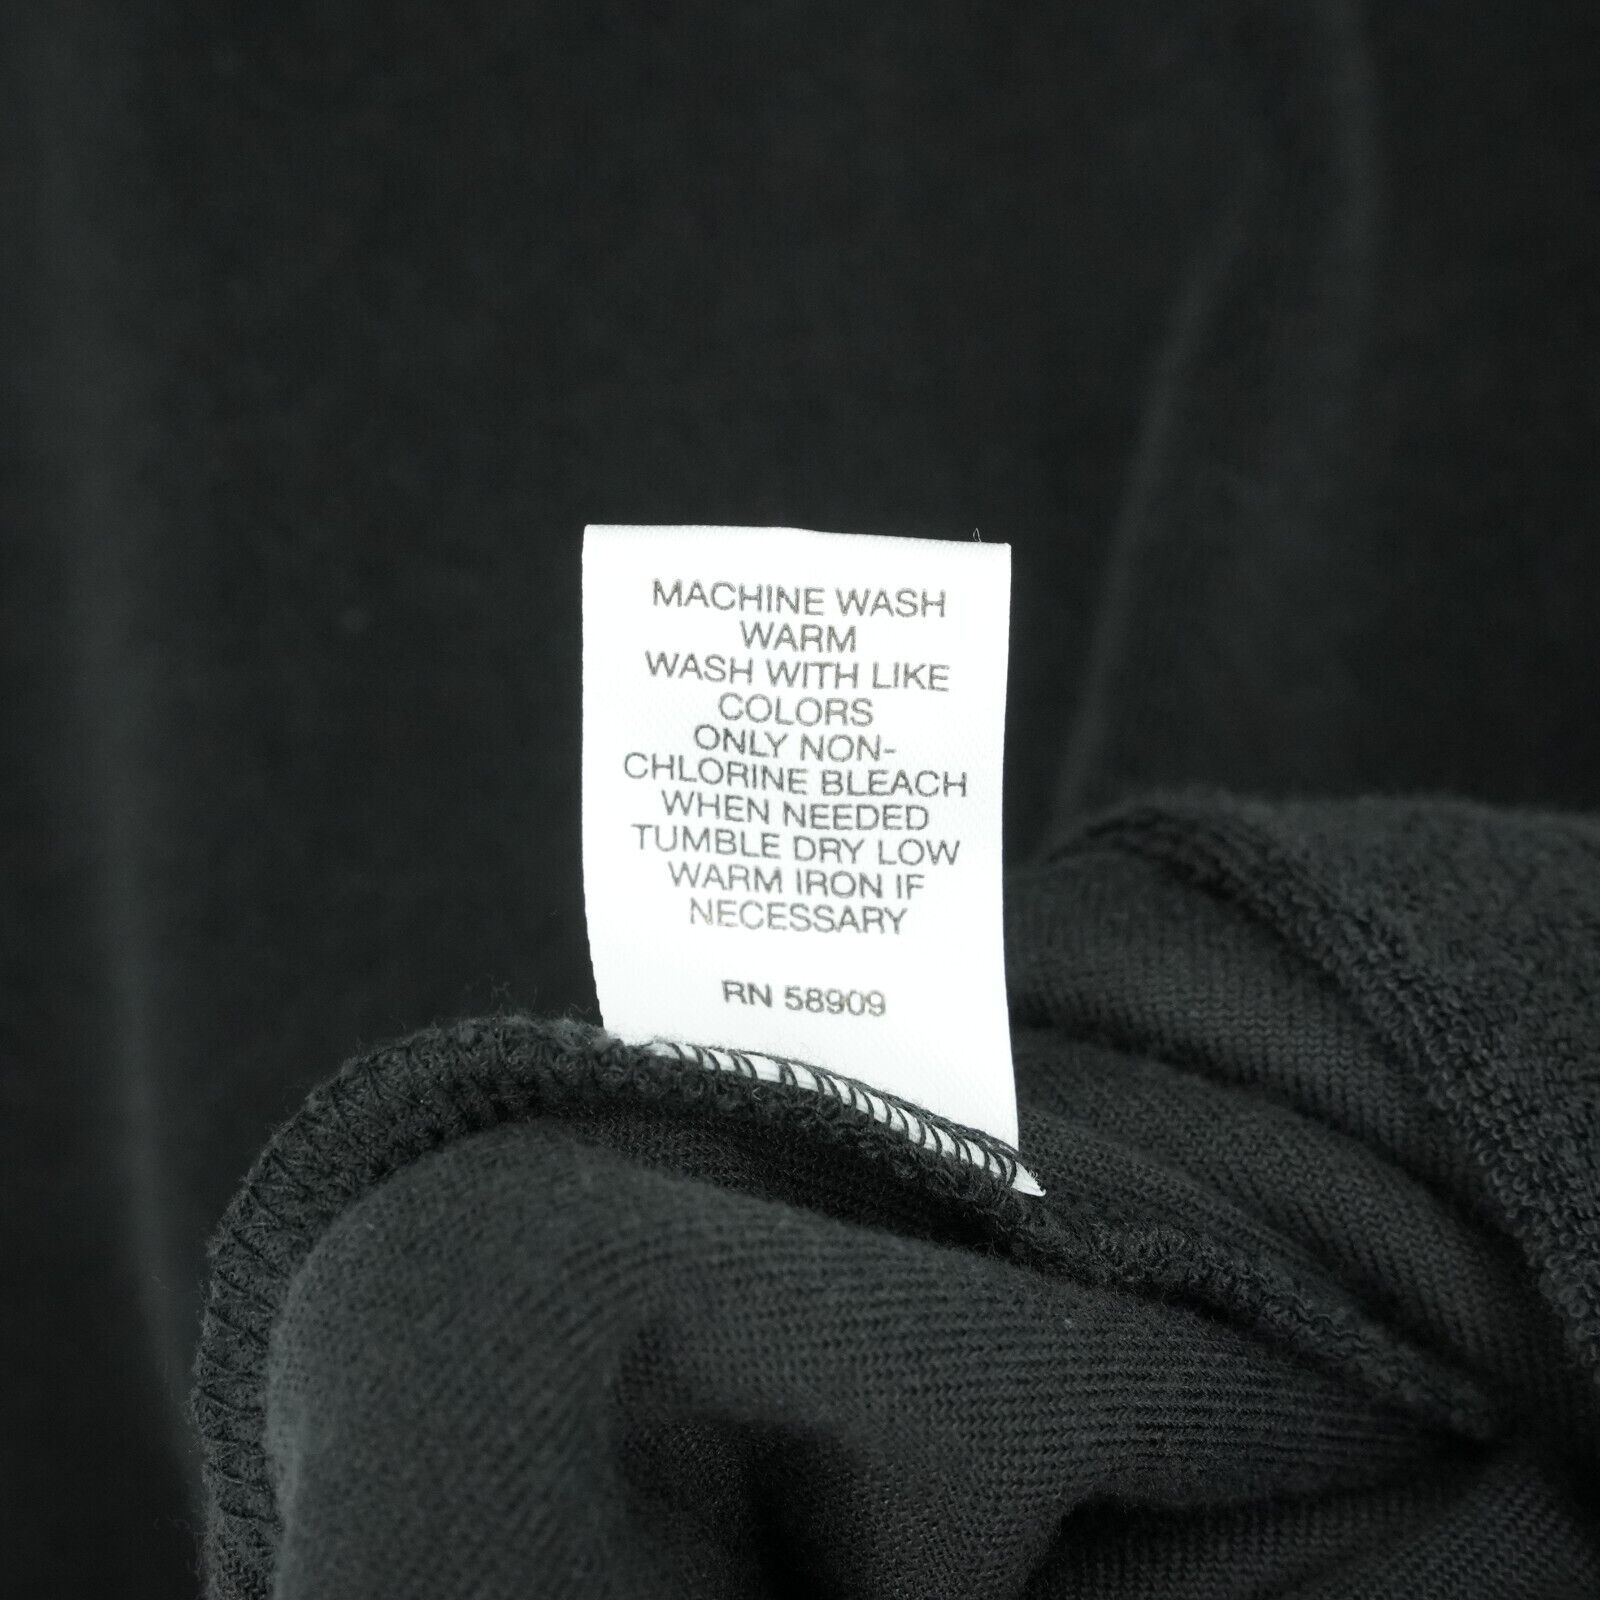 MACHINE WASH
WARM
WASH WITH LIKE
COLORS
ONLY NON-
CHLORINE BLEACH
WHEN NEEDED
TUMBLE DRY LOW
WARM IRON IF
NECESSARY
RN 58909